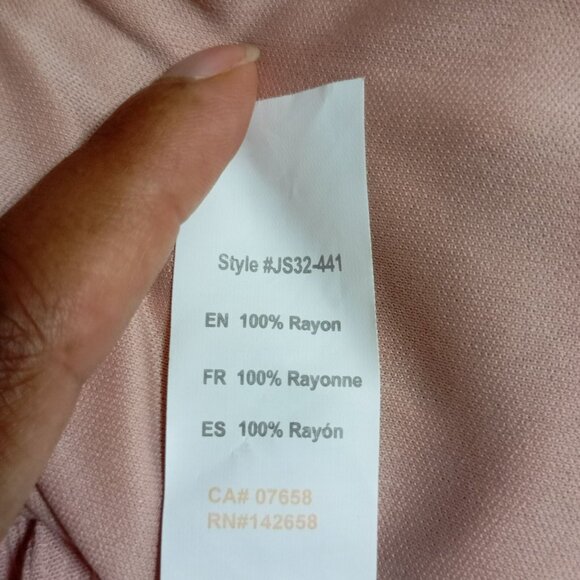 Style #JS32-441
EN 100% Rayon
FR 100% Rayonne
ES 100% Rayón
CA# 07658
RN#142658